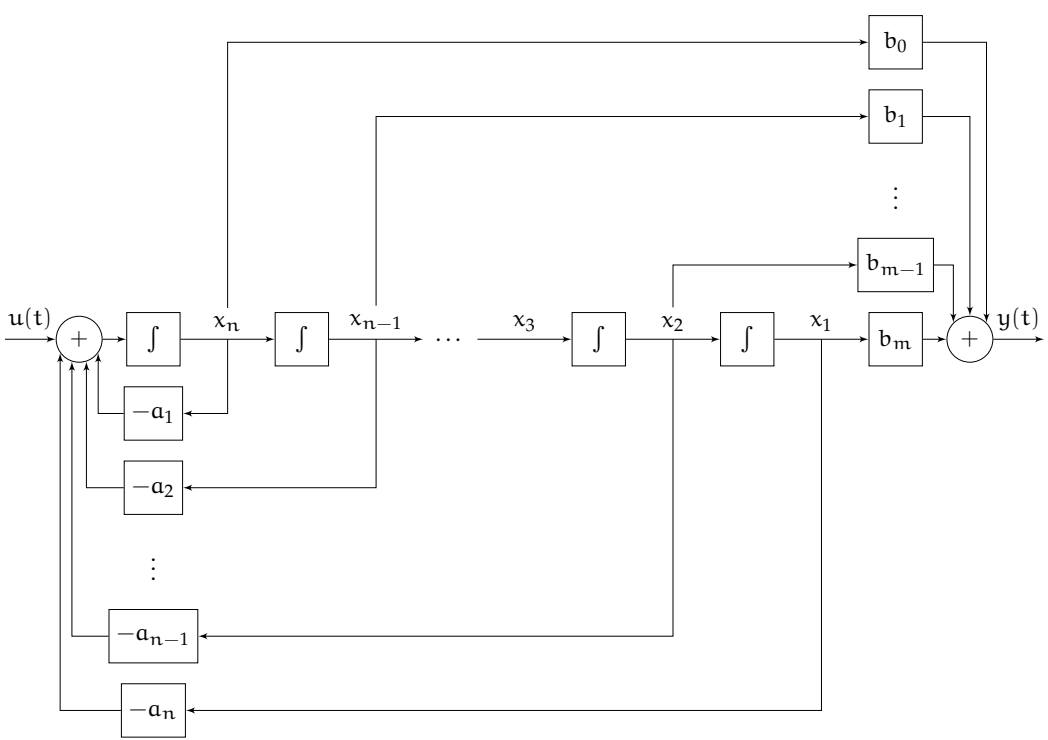 b₀
b₁
⋮
bₘ₋₁
u(t) + ∫ xₙ ∫ xₙ₋₁ ⋯ x₃ ∫ x₂ ∫ x₁ bₘ + y(t)
−a₁
−a₂
⋮
−aₙ₋₁
−aₙ